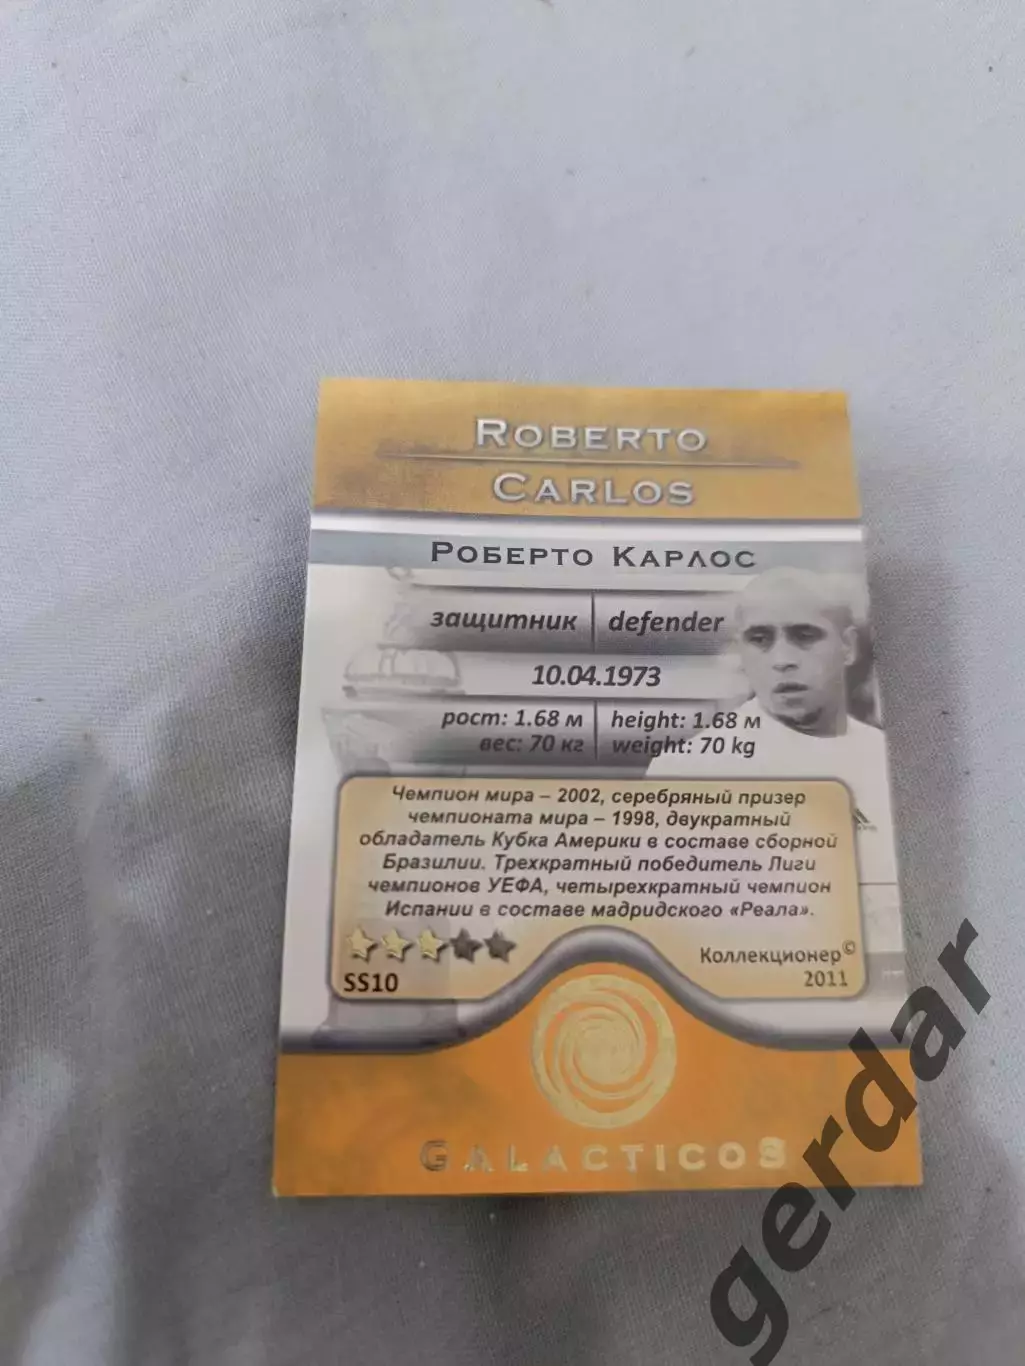 ROBERTO
CARLOS
РОБЕРТО КАРЛОС
защитник defender
10.04.1973
рост: 1.68 м height: 1.68 м
вес: 70 кг weight: 70 kg
Чемпион мира – 2002, серебряный призер
чемпионата мира – 1998, двукратный
обладатель Кубка Америки в составе сборной
Бразилии. Трехкратный победитель Лиги
чемпионов УЕФА, четырехкратный чемпион
Испании в составе мадридского «Реала».
Коллекционер©
2011
SS10
GALACTICOS
gerdar